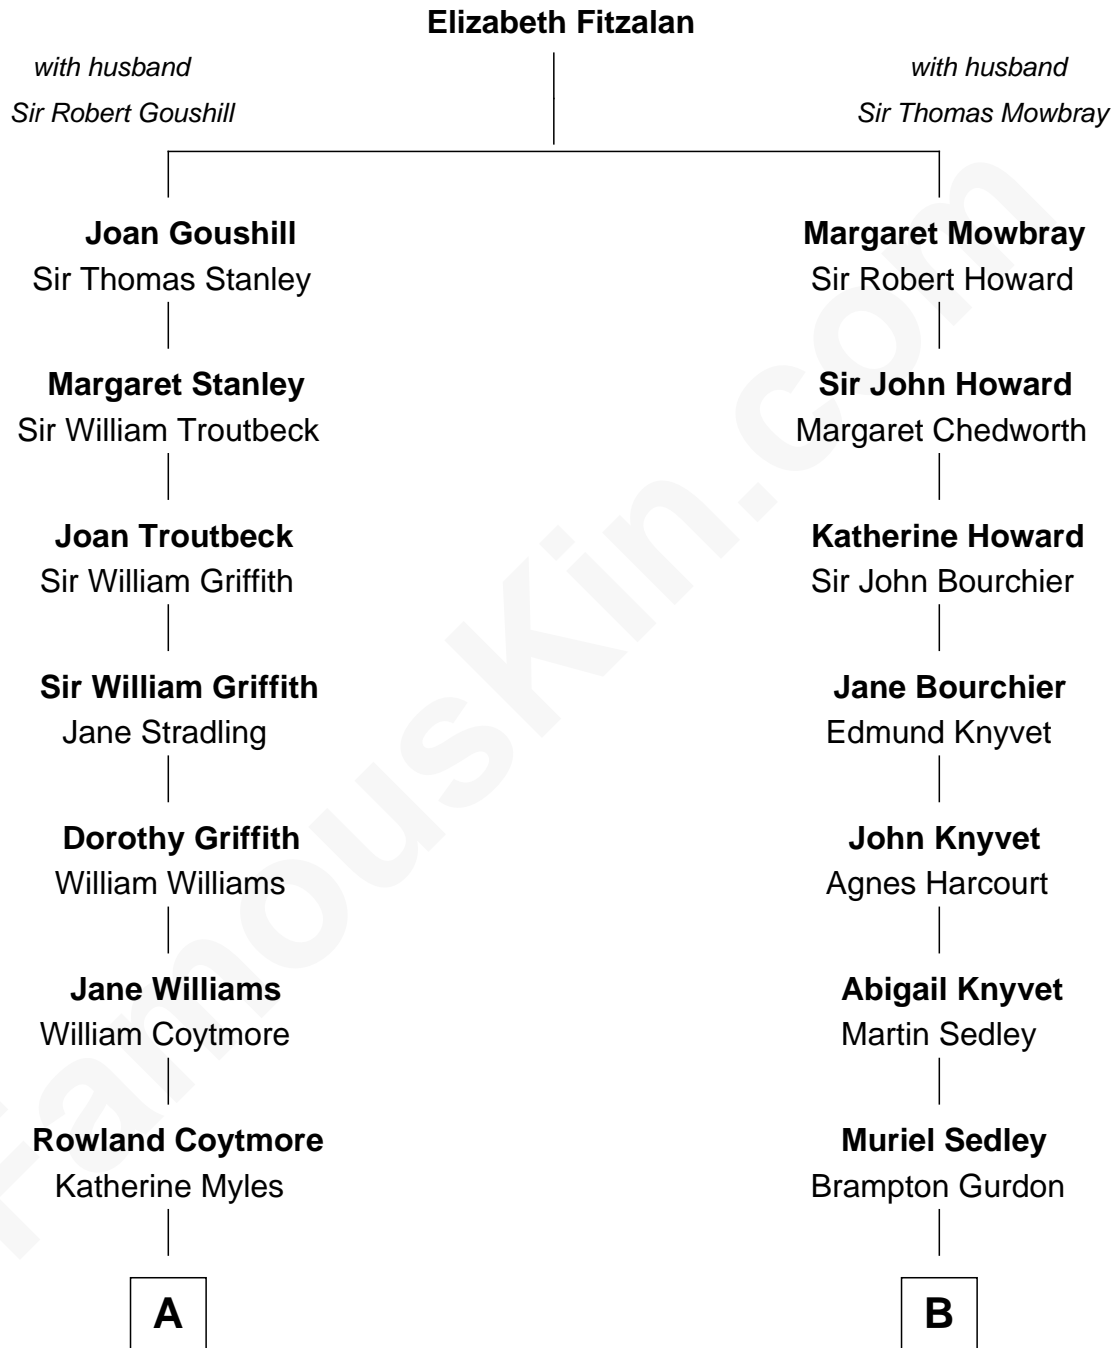 Elizabeth Fitzalan
with husband
Sir Robert Goushill
with husband
Sir Thomas Mowbray
Joan Goushill
Sir Thomas Stanley
Margaret Stanley
Sir William Troutbeck
Joan Troutbeck
Sir William Griffith
Sir William Griffith
Jane Stradling
Dorothy Griffith
William Williams
Jane Williams
William Coytmore
Rowland Coytmore
Katherine Myles
A
Margaret Mowbray
Sir Robert Howard
Sir John Howard
Margaret Chedworth
Katherine Howard
Sir John Bourchier
Jane Bourchier
Edmund Knyvet
John Knyvet
Agnes Harcourt
Abigail Knyvet
Martin Sedley
Muriel Sedley
Brampton Gurdon
B
FamousKin.com